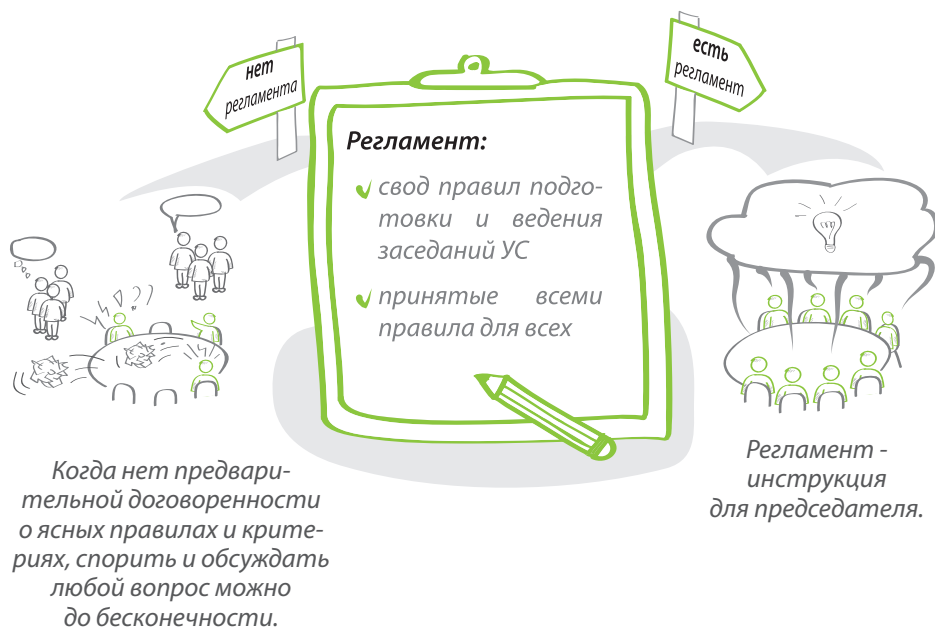 нет
регламента
есть
регламент
Регламент:
свод правил подго-
товки и ведения
заседаний УС
принятые всеми
правила для всех
Когда нет предвари-
тельной договоренности
о ясных правилах и крите-
риях, спорить и обсуждать
любой вопрос можно
до бесконечности.
Регламент -
инструкция
для председателя.